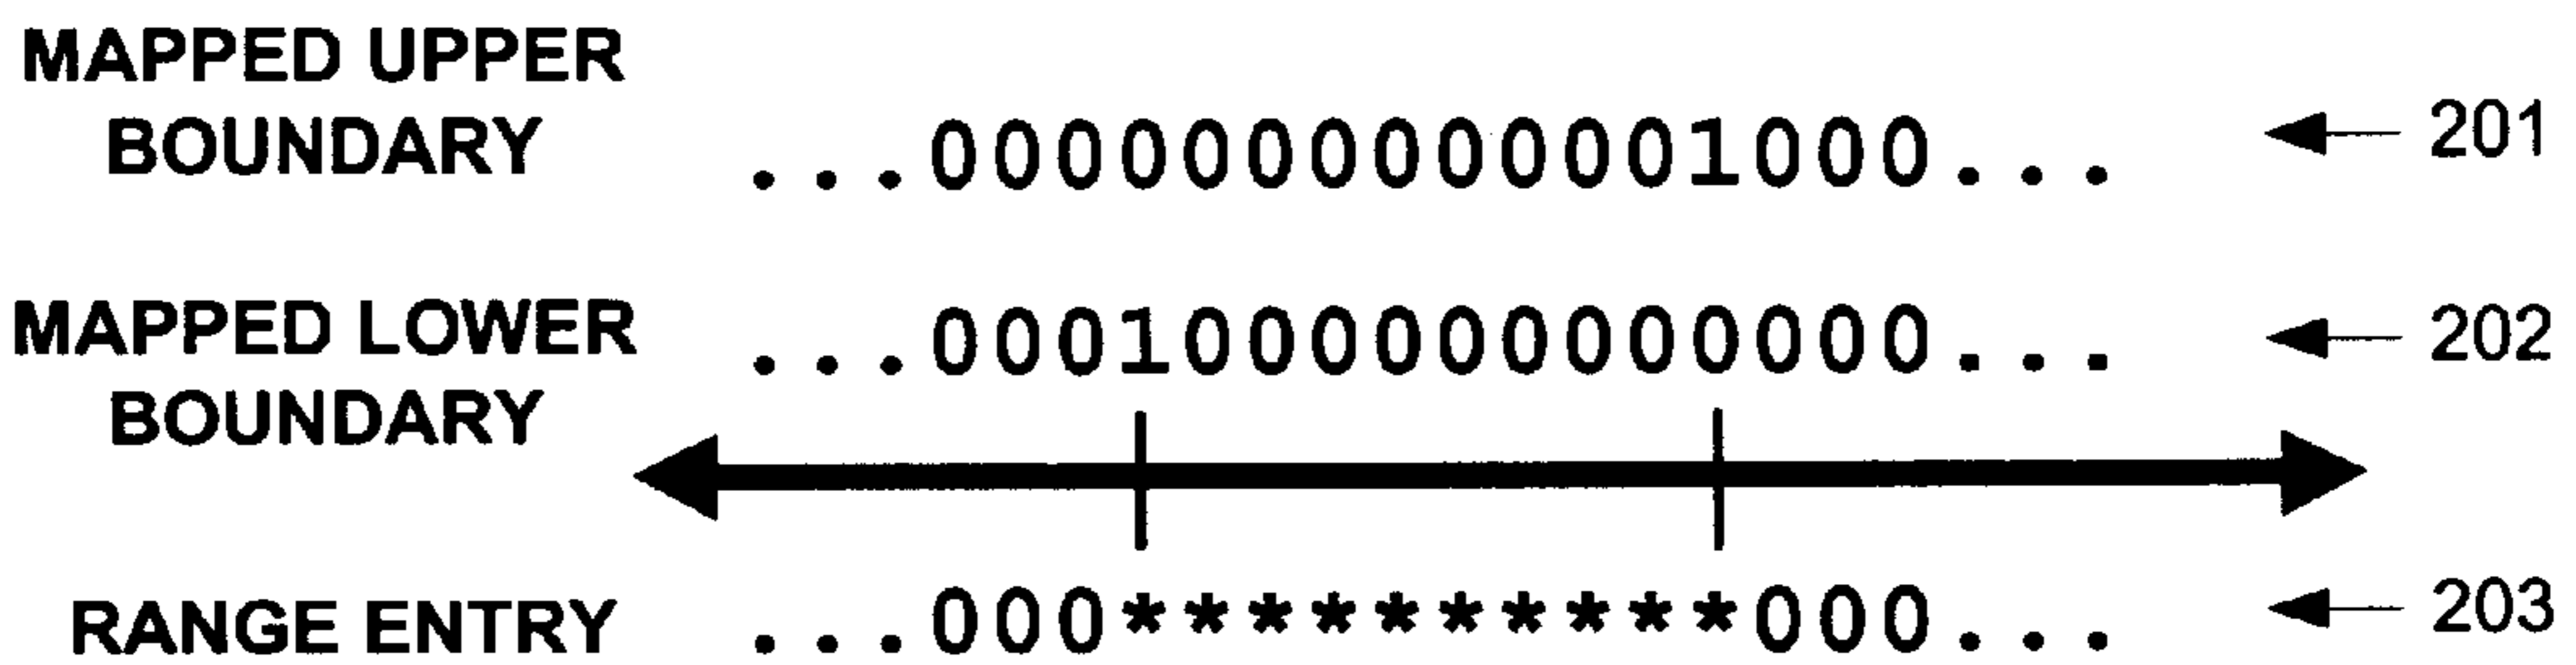 MAPPED UPPER
BOUNDARY ...0000000000001000... 201
MAPPED LOWER ...0001000000000000... 202
BOUNDARY
RANGE ENTRY ...000**********000... 203